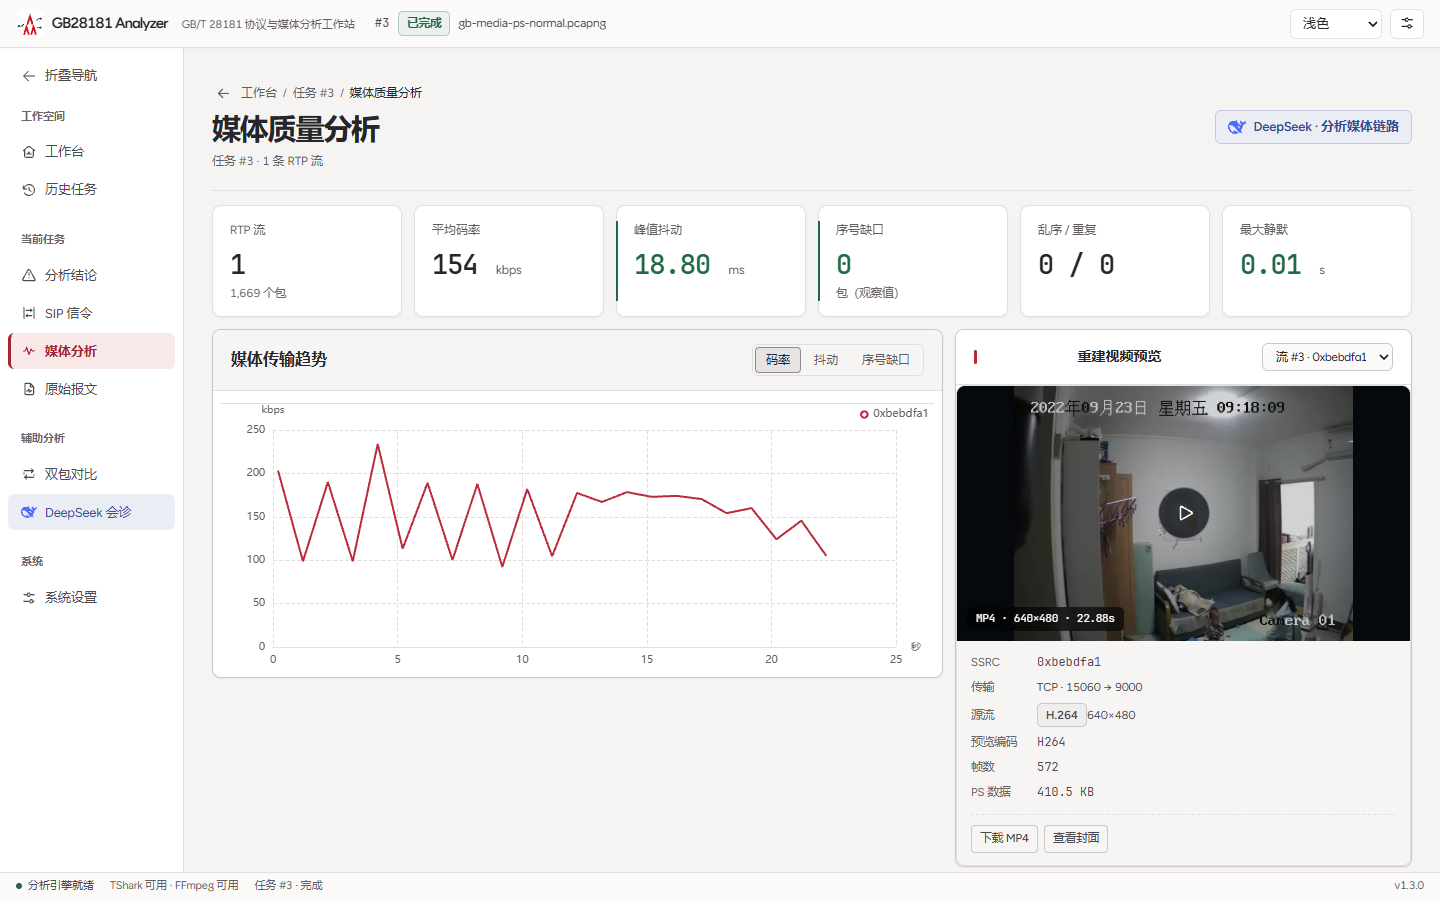 GB28181 Analyzer GB/T 28181 协议与媒体分析工作站 #3 已完成 gb-media-ps-normal.pcapng 浅色
折叠导航
工作空间
工作台
历史任务
当前任务
分析结论
SIP 信令
媒体分析
原始报文
辅助分析
双包对比
DeepSeek 会诊
系统
系统设置
工作台 / 任务 #3 / 媒体质量分析
媒体质量分析
任务 #3 · 1 条 RTP 流
DeepSeek · 分析媒体链路
RTP 流
1
1,669 个包
平均码率
154 kbps
峰值抖动
18.80 ms
序号缺口
0
包（观察值）
乱序 / 重复
0 / 0
最大静默
0.01 s
媒体传输趋势
码率 抖动 序号缺口
kbps
0xbebdfa1
250
200
150
100
50
0
0 5 10 15 20 25
秒
重建视频预览
流 #3 · 0xbebdfa1
2022年09月23日 星期五 09:18:09
MP4 · 640×480 · 22.88s
Camera 01
SSRC 0xbebdfa1
传输 TCP · 15060 → 9000
源流 H.264 640×480
预览编码 H264
帧数 572
PS 数据 410.5 KB
下载 MP4 查看封面
分析引擎就绪 TShark 可用 · FFmpeg 可用 任务 #3 · 完成 v1.3.0